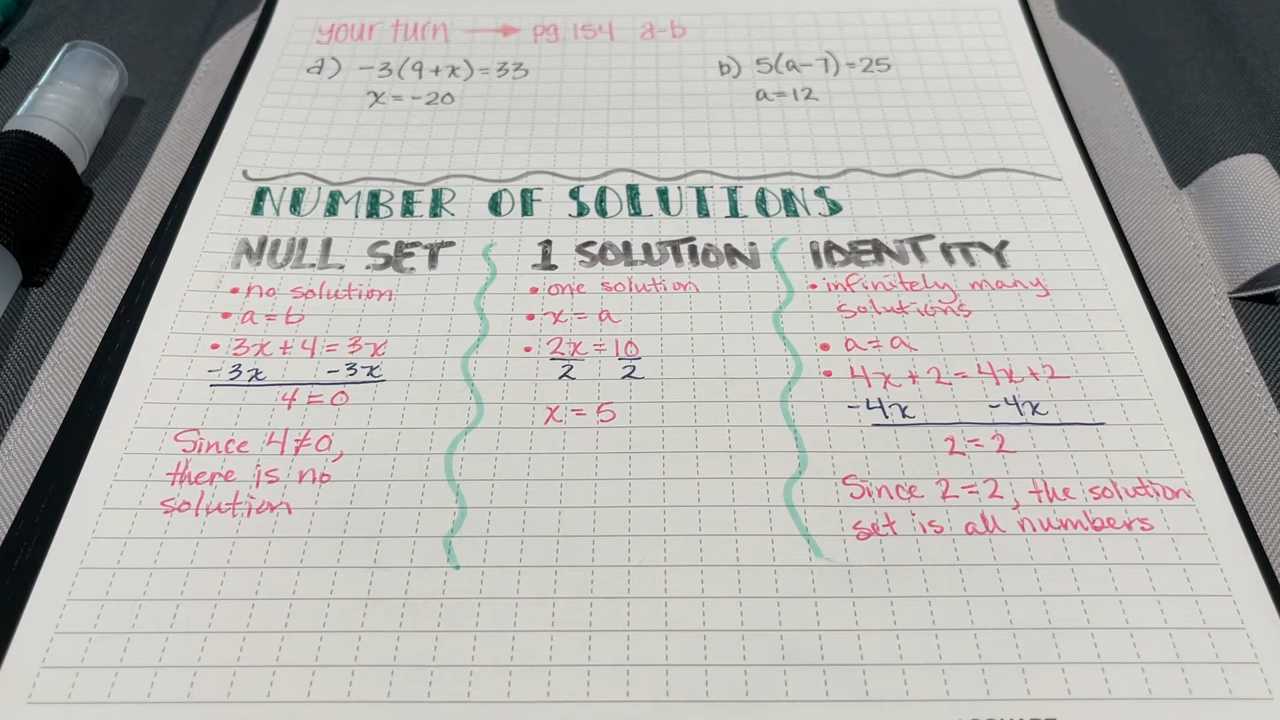 your turn → pg. 154 a-b
a) -3(9+x)=33
x=-20
b) 5(a-7)=25
a=12
NUMBER OF SOLUTIONS
NULL SET
• no solution
• a=b
• 3x+4=3x
-3x -3x
4=0
Since 4≠0,
there is no
solution
1 SOLUTION
• one solution
• x=a
• 2x=10
2 2
x=5
IDENTITY
• infinitely many
solutions
• a=a
• 4x+2=4x+2
-4x -4x
2=2
Since 2=2, the solution
set is all numbers